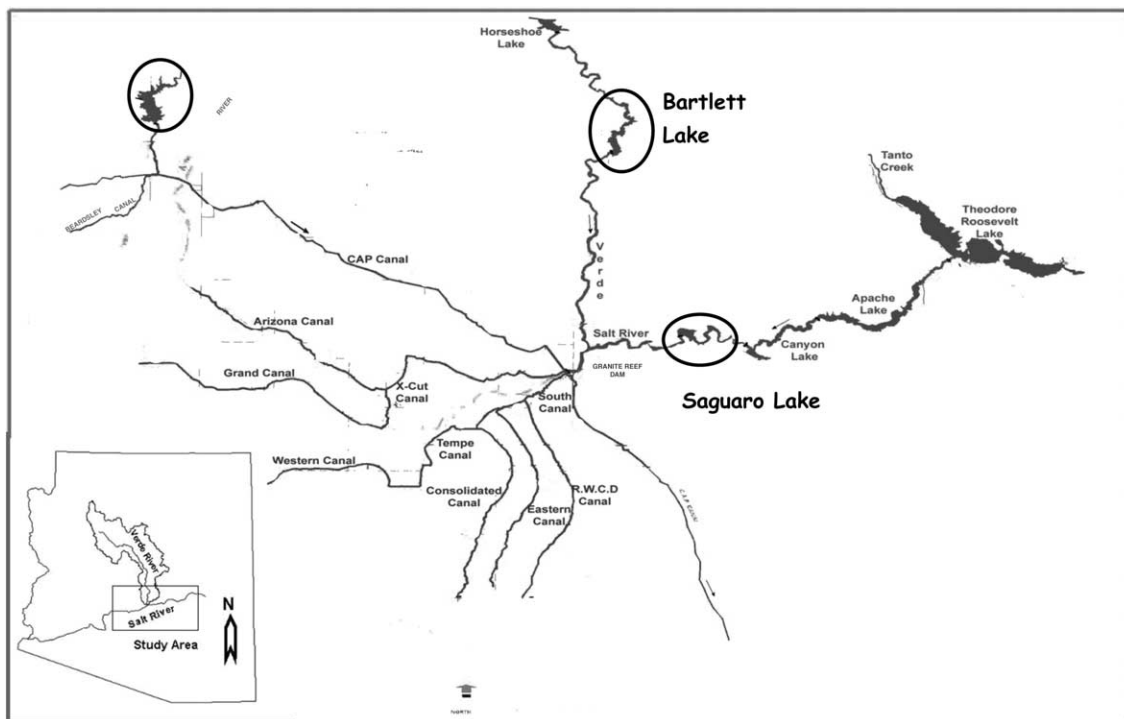 Horseshoe
Lake
Bartlett
Lake
RIVER
Tanto
Creek
Theodore
Roosevelt
Lake
BEARDSLEY CANAL
CAP Canal
Verde
Apache
Lake
Arizona Canal
Salt River
Canyon
Lake
GRANITE REEF
DAM
Grand Canal
X-Cut
Canal
South
Canal
Saguaro Lake
Tempe
Canal
Western Canal
Consolidated
Canal
R.W.C.D
Canal
Eastern
Canal
Verde River
Salt River
N
Study Area
NORTH